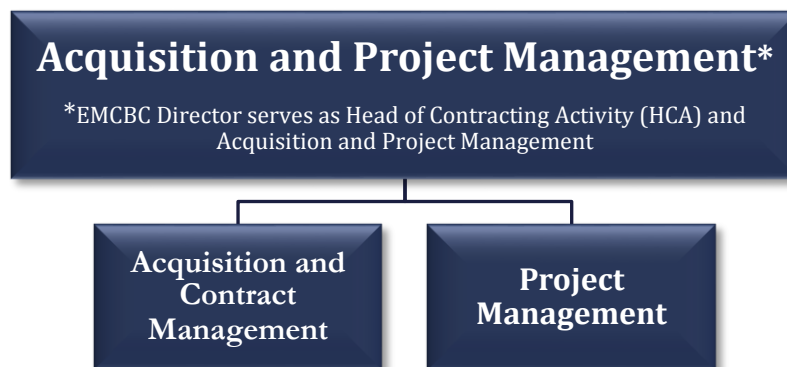 Acquisition and Project Management*
*EMCBC Director serves as Head of Contracting Activity (HCA) and
Acquisition and Project Management
Acquisition and
Contract
Management
Project
Management